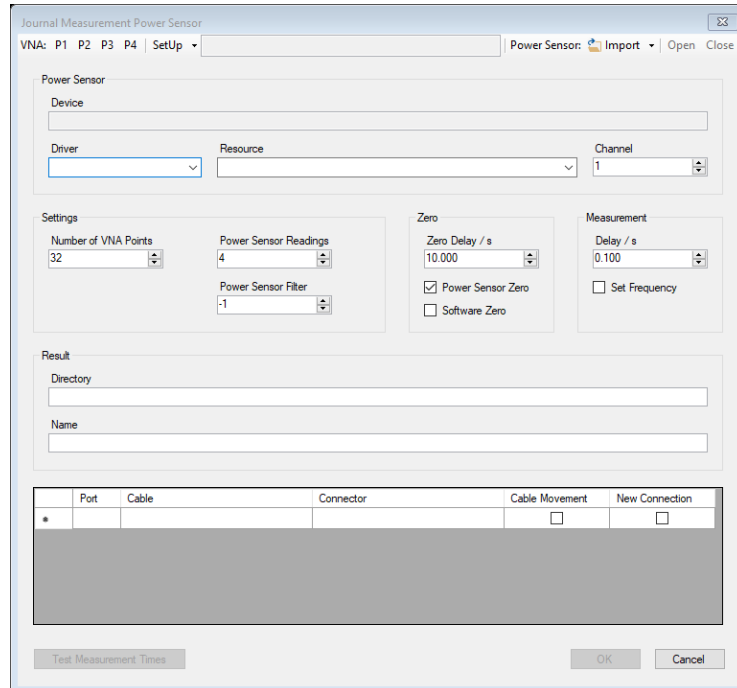 Journal Measurement Power Sensor
VNA: P1 P2 P3 P4 SetUp Power Sensor: Import Open Close
Power Sensor
Device
Driver Resource Channel
1
Settings Zero Measurement
Number of VNA Points Power Sensor Readings Zero Delay / s Delay / s
32 4 10.000 0.100
Power Sensor Filter Power Sensor Zero Set Frequency
-1 Software Zero
Result
Directory
Name
Port Cable Connector Cable Movement New Connection
*
Test Measurement Times OK Cancel